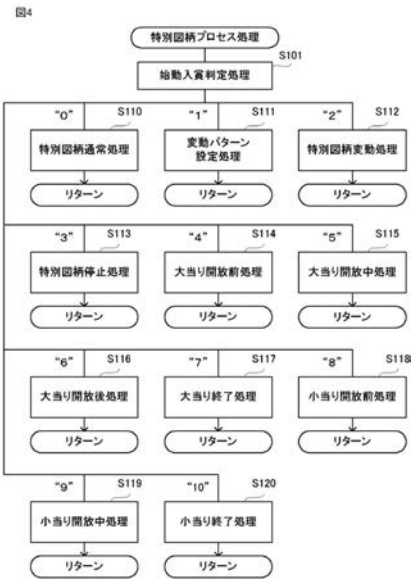 図4
特別図柄プロセス処理
S101
始動入賞判定処理
“0”
S110
“1”
S111
“2”
S112
特別図柄通常処理
変動パターン
設定処理
特別図柄変動処理
リターン
リターン
リターン
“3”
S113
“4”
S114
“5”
S115
特別図柄停止処理
大当り開放前処理
大当り開放中処理
リターン
リターン
リターン
“6”
S116
“7”
S117
“8”
S118
大当り開放後処理
大当り終了処理
小当り開放前処理
リターン
リターン
リターン
“9”
S119
“10”
S120
小当り開放中処理
小当り終了処理
リターン
リターン